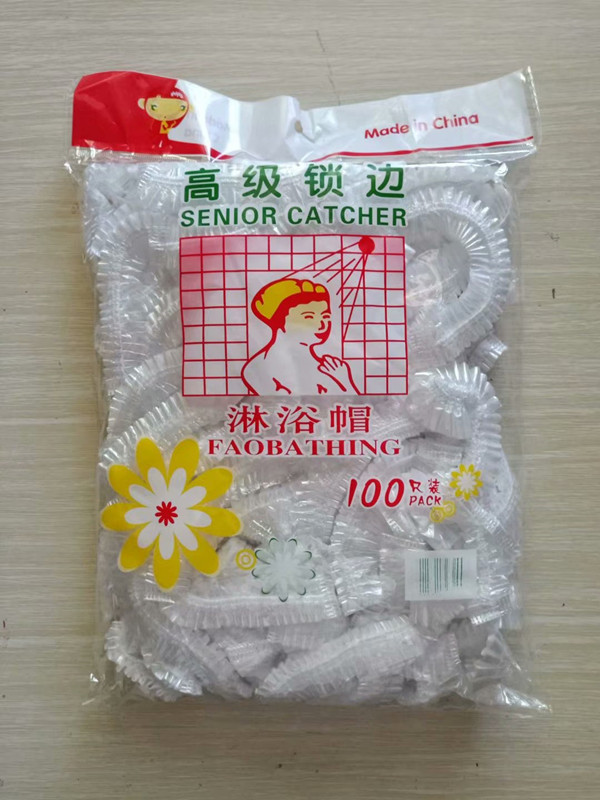 Made in China
高级锁边
SENIOR CATCHER
淋浴帽
FAOBATHING
100只装
PACK